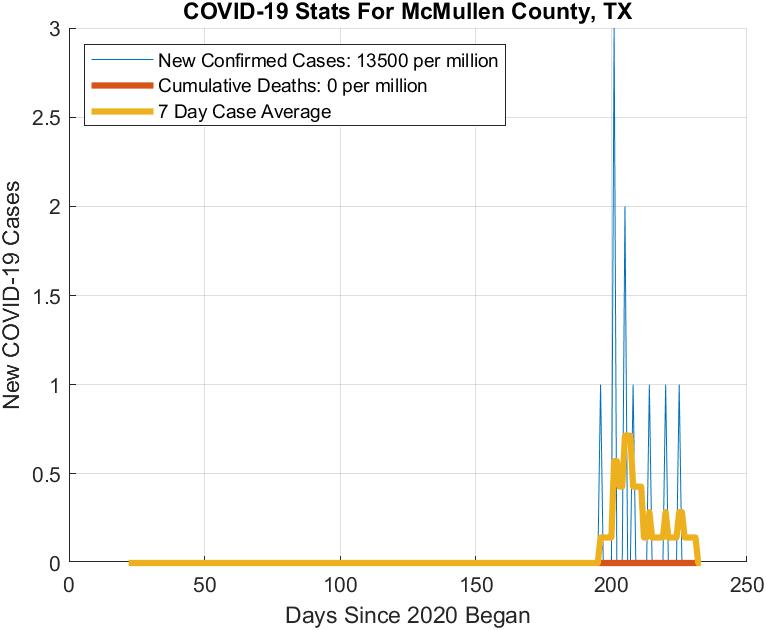 COVID-19 Stats For McMullen County, TX
New Confirmed Cases: 13500 per million
Cumulative Deaths: 0 per million
7 Day Case Average
3
2.5
2
1.5
1
0.5
0
New COVID-19 Cases
0 50 100 150 200 250
Days Since 2020 Began